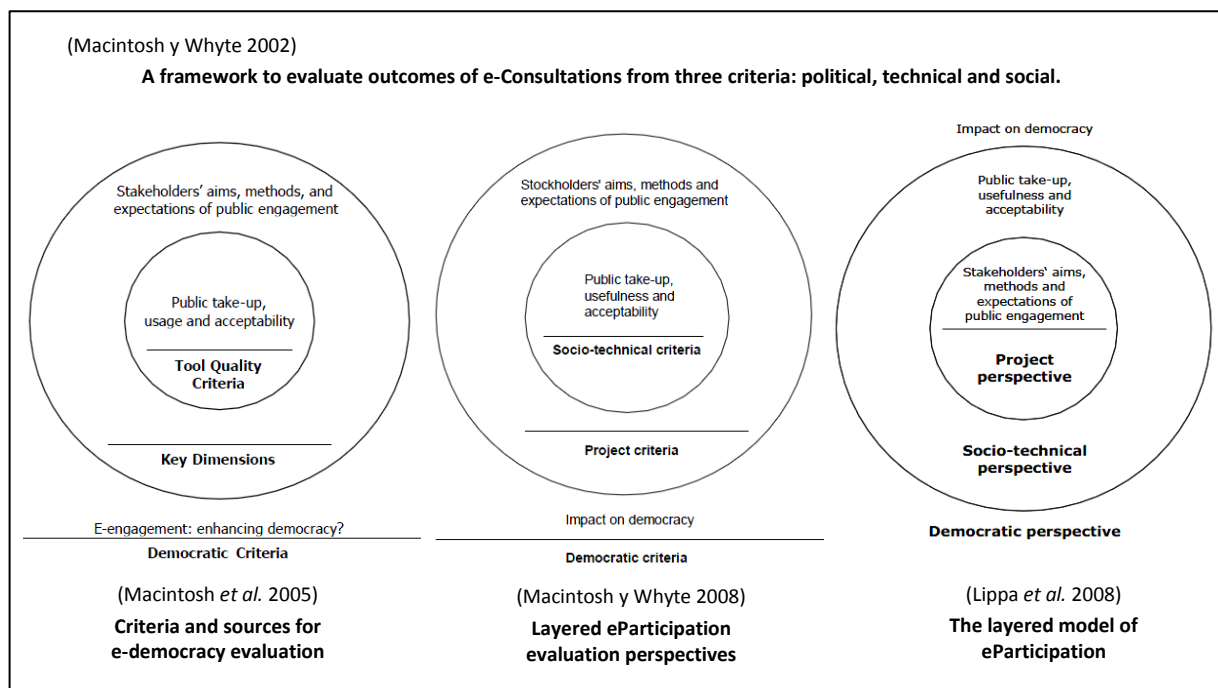 (Macintosh y Whyte 2002)
A framework to evaluate outcomes of e-Consultations from three criteria: political, technical and social.
Stakeholders' aims, methods, and
expectations of public engagement
Public take-up,
usage and acceptability
Tool Quality
Criteria
Key Dimensions
E-engagement: enhancing democracy?
Democratic Criteria
(Macintosh et al. 2005)
Criteria and sources for
e-democracy evaluation
Stockholders' aims, methods and
expectations of public engagement
Public take-up,
usefulness and
acceptability
Socio-technical criteria
Project criteria
Impact on democracy
Democratic criteria
(Macintosh y Whyte 2008)
Layered eParticipation
evaluation perspectives
Impact on democracy
Public take-up,
usefulness and
acceptability
Stakeholders' aims,
methods and
expectations of
public engagement
Project
perspective
Socio-technical
perspective
Democratic perspective
(Lippa et al. 2008)
The layered model of
eParticipation